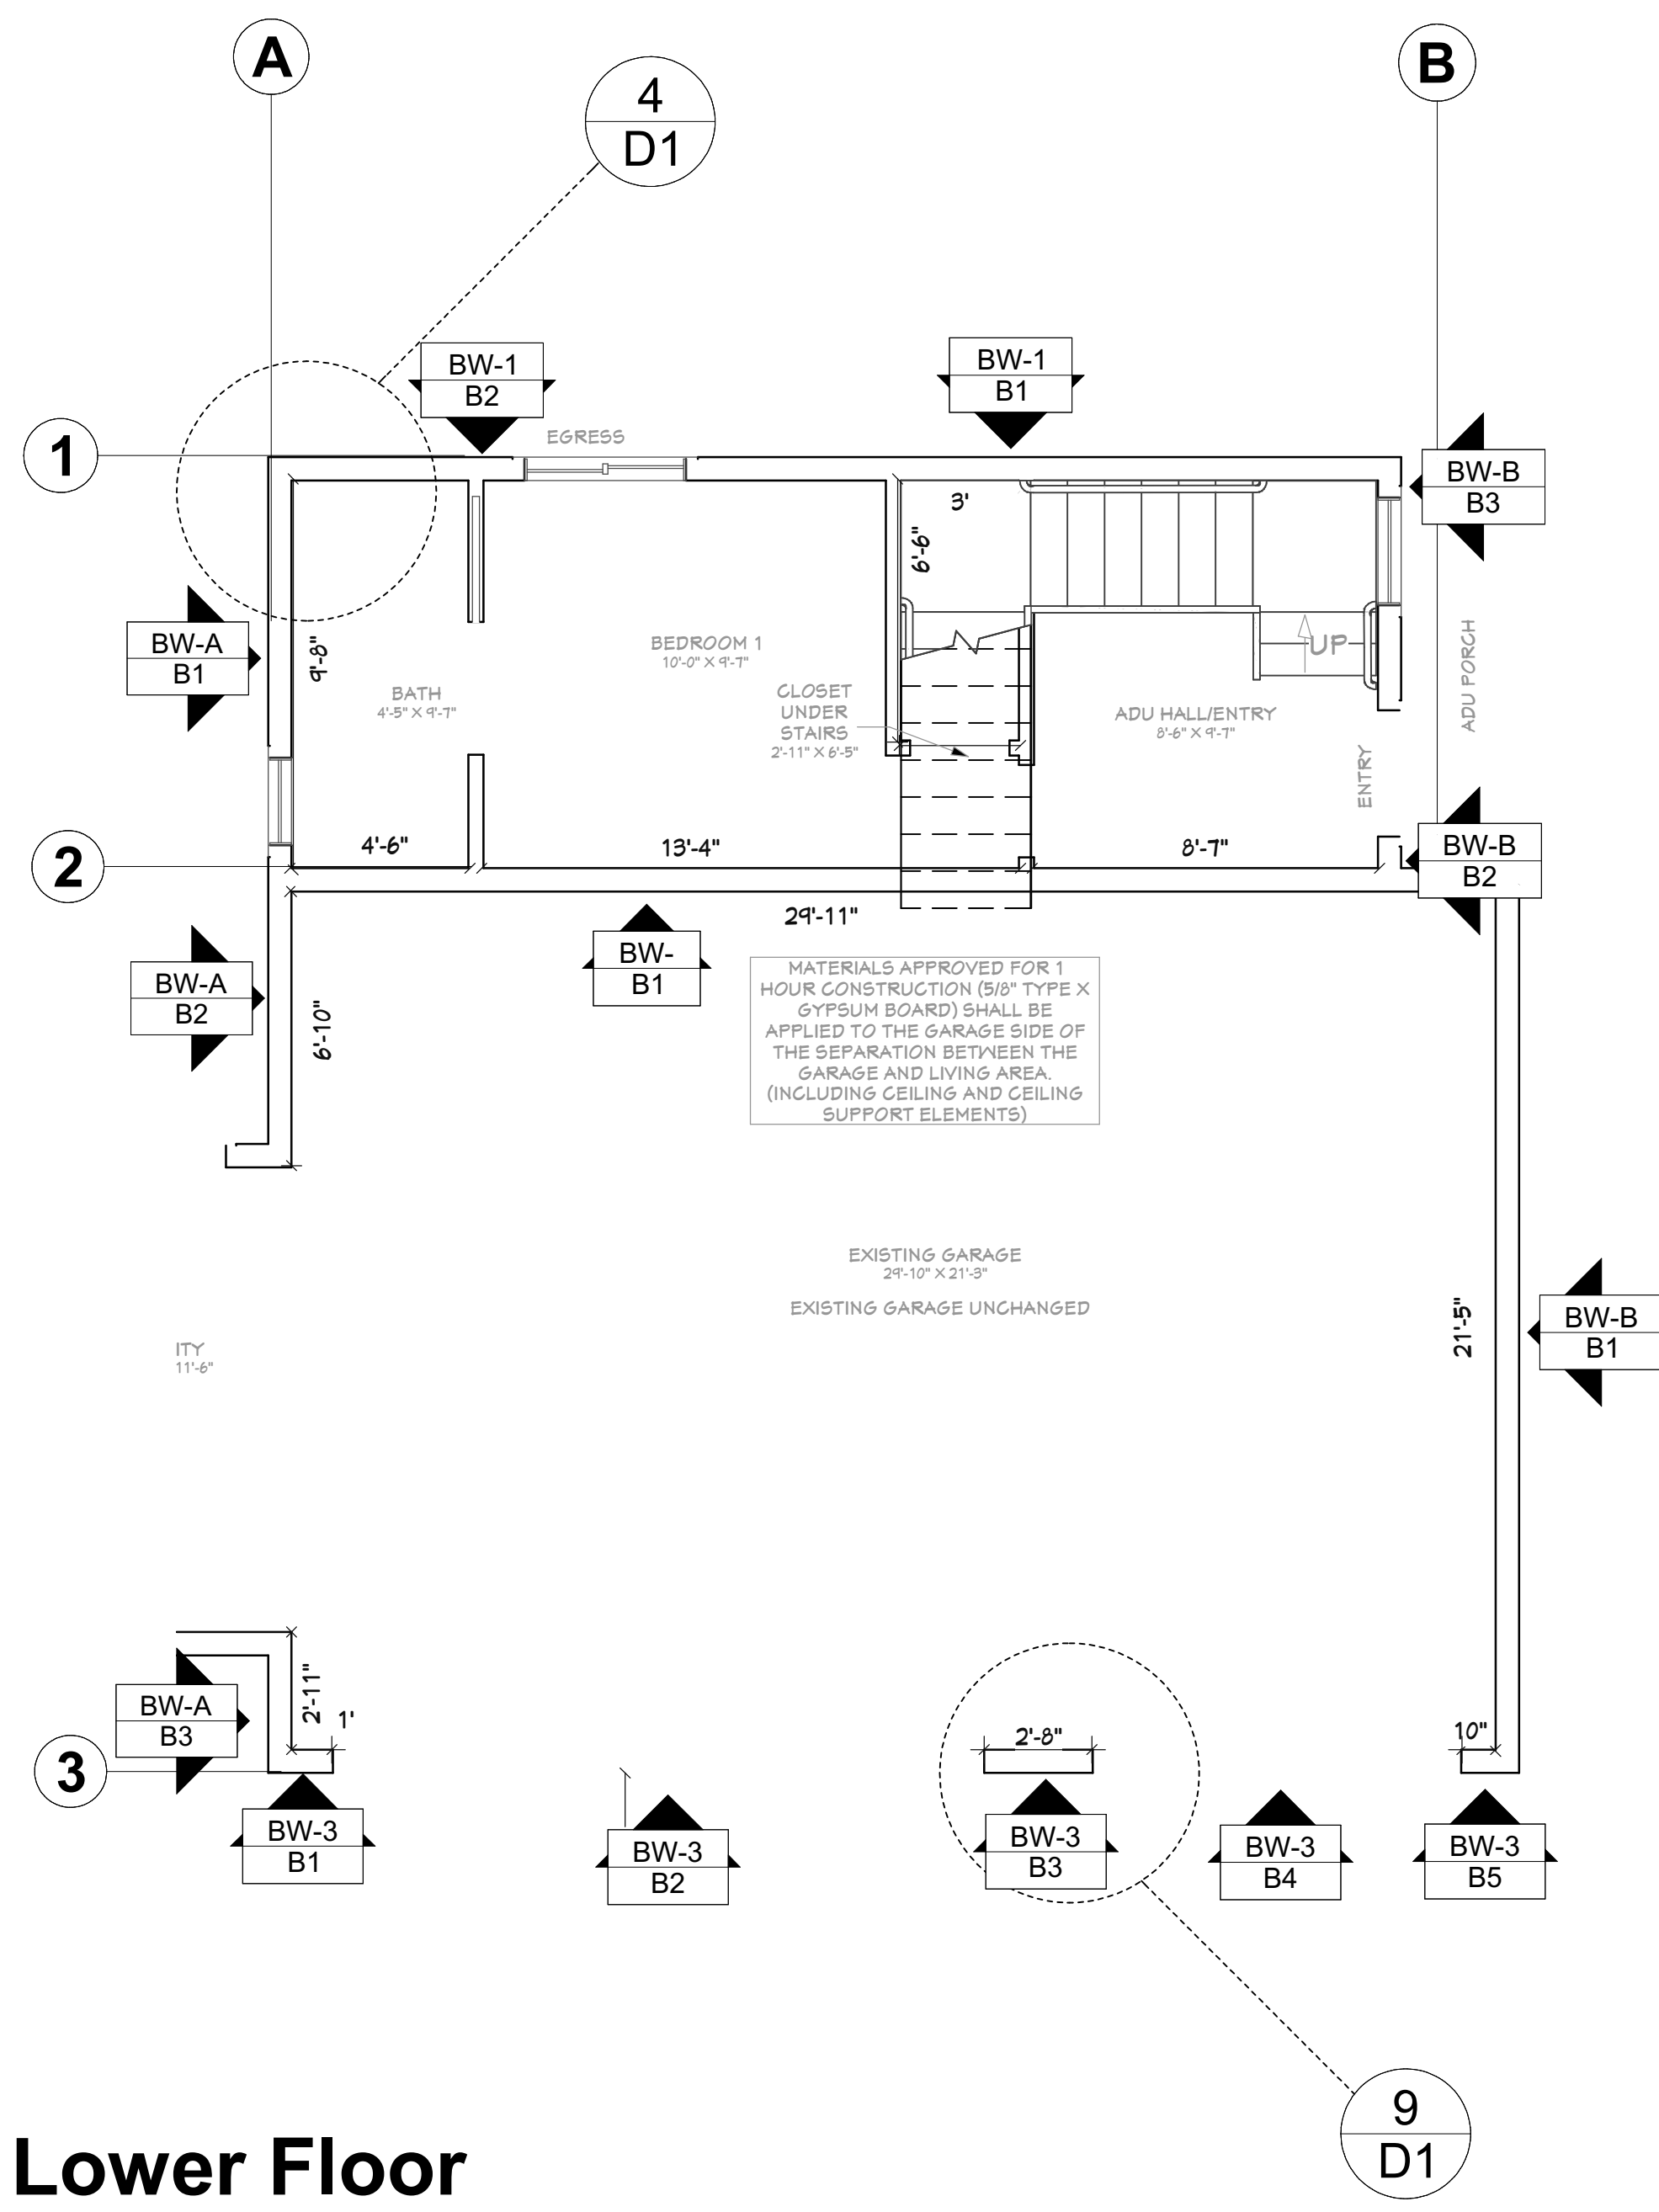 A
B
4
D1
BW-1
B2
BW-1
B1
EGRESS
1
BW-B
B3
3'
6'-6"
BW-A
B1
9'-8"
BEDROOM 1
10'-0" X 9'-7"
UP
ADU PORCH
BATH
4'-5" X 9'-7"
CLOSET
UNDER
STAIRS
2'-11" X 6'-5"
ADU HALL/ENTRY
8'-6" X 9'-7"
ENTRY
2
4'-6"
13'-4"
8'-7"
BW-B
B2
29'-11"
BW-
B1
BW-A
B2
6'-10"
MATERIALS APPROVED FOR 1
HOUR CONSTRUCTION (5/8" TYPE X
GYPSUM BOARD) SHALL BE
APPLIED TO THE GARAGE SIDE OF
THE SEPARATION BETWEEN THE
GARAGE AND LIVING AREA.
(INCLUDING CEILING AND CEILING
SUPPORT ELEMENTS)
EXISTING GARAGE
29'-10" X 21'-3"
EXISTING GARAGE UNCHANGED
21'-5"
BW-B
B1
ITY
11'-6"
BW-A
B3
2'-11"
1'
2'-8"
10"
3
BW-3
B1
BW-3
B2
BW-3
B3
BW-3
B4
BW-3
B5
9
D1
Lower Floor